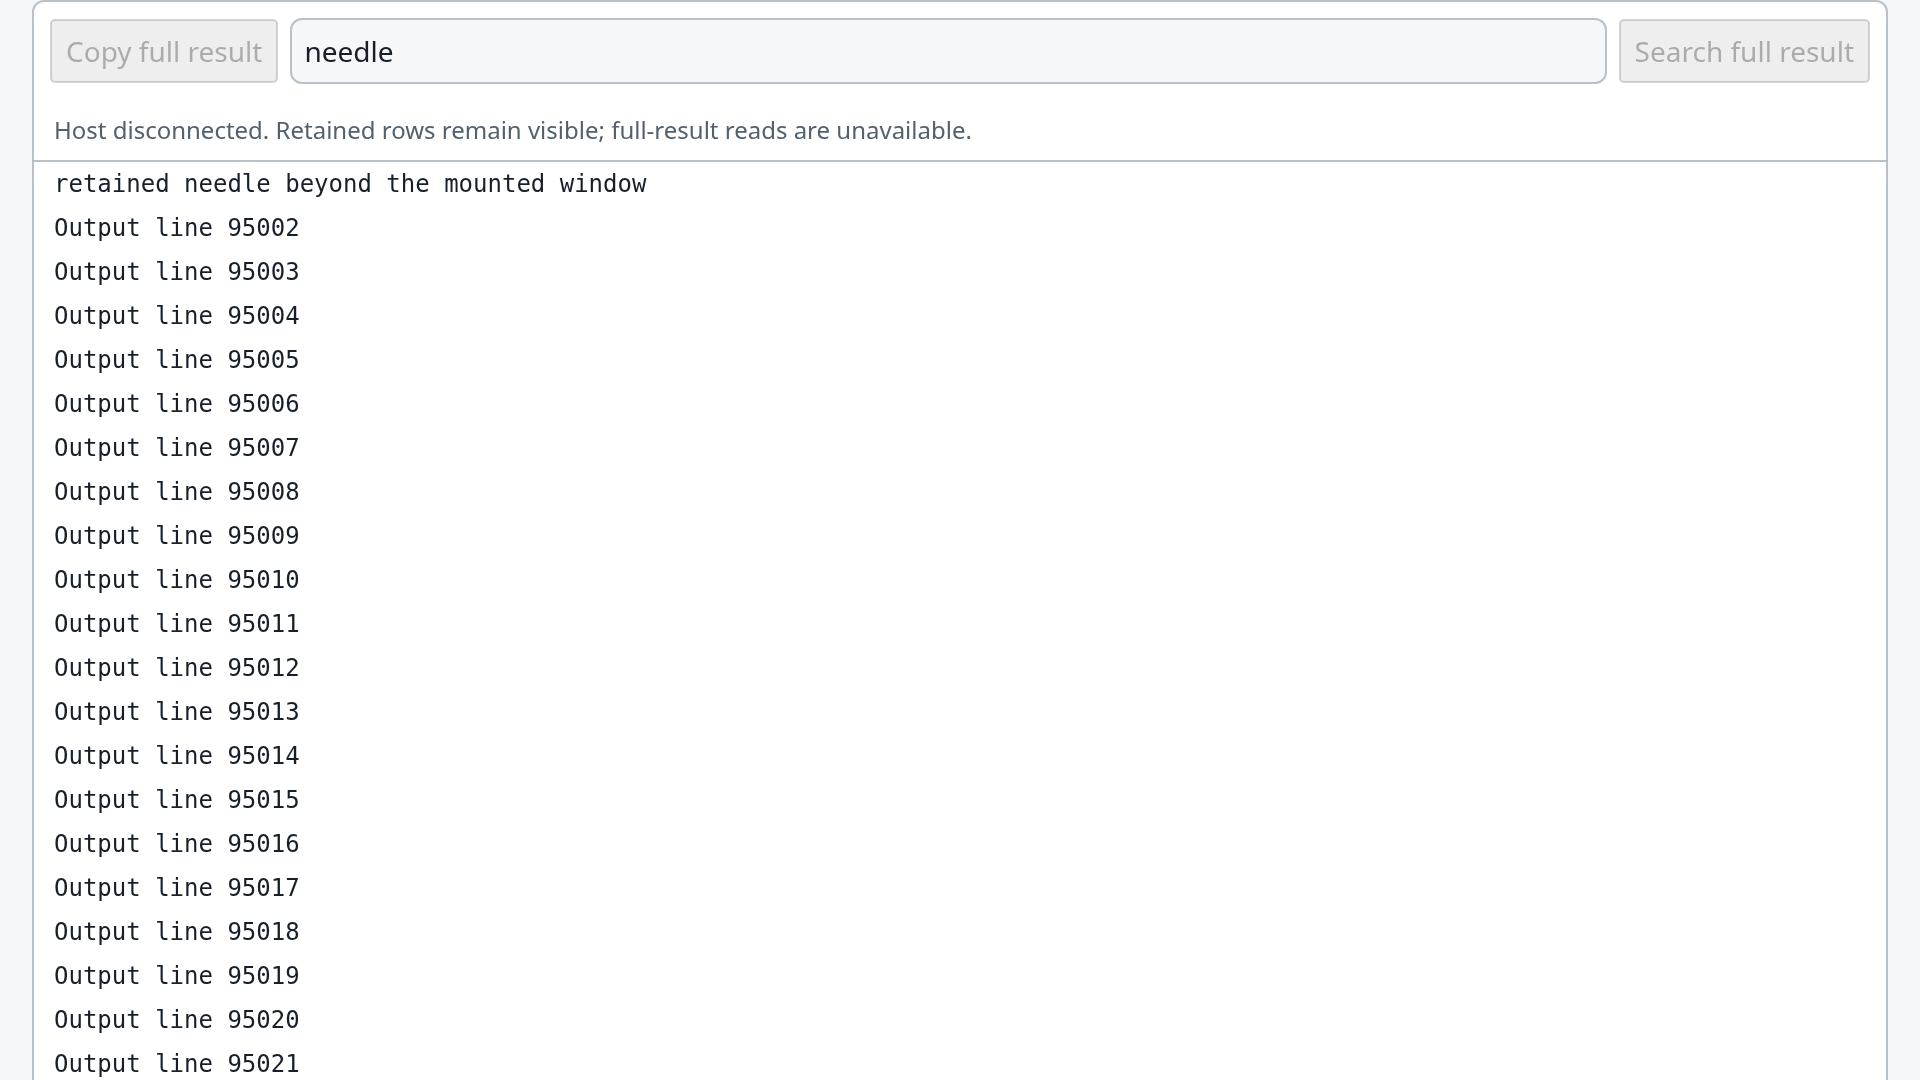 Copy full result
needle
Search full result
Host disconnected. Retained rows remain visible; full-result reads are unavailable.
retained needle beyond the mounted window
Output line 95002
Output line 95003
Output line 95004
Output line 95005
Output line 95006
Output line 95007
Output line 95008
Output line 95009
Output line 95010
Output line 95011
Output line 95012
Output line 95013
Output line 95014
Output line 95015
Output line 95016
Output line 95017
Output line 95018
Output line 95019
Output line 95020
Output line 95021